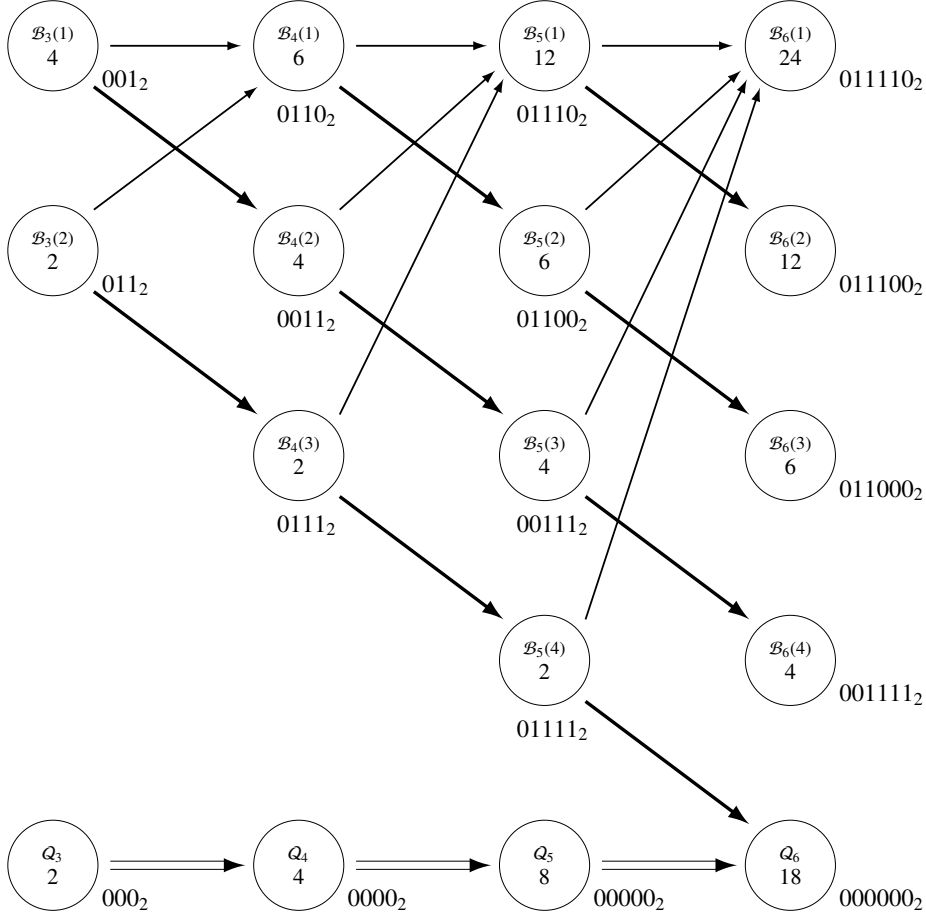 ℬ₃(1) ℬ₄(1) ℬ₅(1) ℬ₆(1)
4 6 12 24
001₂ 0110₂ 01110₂ 011110₂
ℬ₃(2) ℬ₄(2) ℬ₅(2) ℬ₆(2)
2 4 6 12
011₂ 0011₂ 01100₂ 011100₂
ℬ₄(3) ℬ₅(3) ℬ₆(3)
2 4 6
0111₂ 00111₂ 011000₂
ℬ₅(4) ℬ₆(4)
2 4
01111₂ 001111₂
𝒬₃ 𝒬₄ 𝒬₅ 𝒬₆
2 4 8 18
000₂ 0000₂ 00000₂ 000000₂